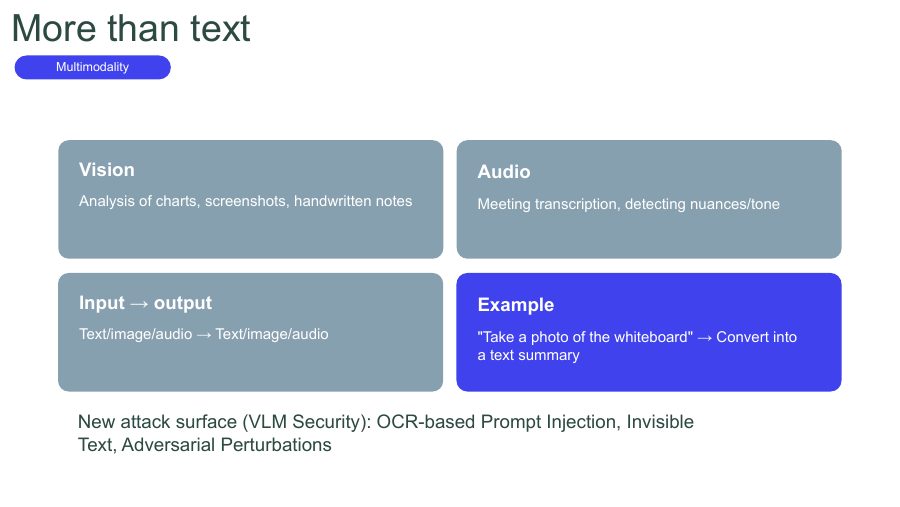 More than text
Multimodality
Vision
Analysis of charts, screenshots, handwritten notes
Audio
Meeting transcription, detecting nuances/tone
Input → output
Text/image/audio → Text/image/audio
Example
"Take a photo of the whiteboard" → Convert into
a text summary
New attack surface (VLM Security): OCR-based Prompt Injection, Invisible
Text, Adversarial Perturbations